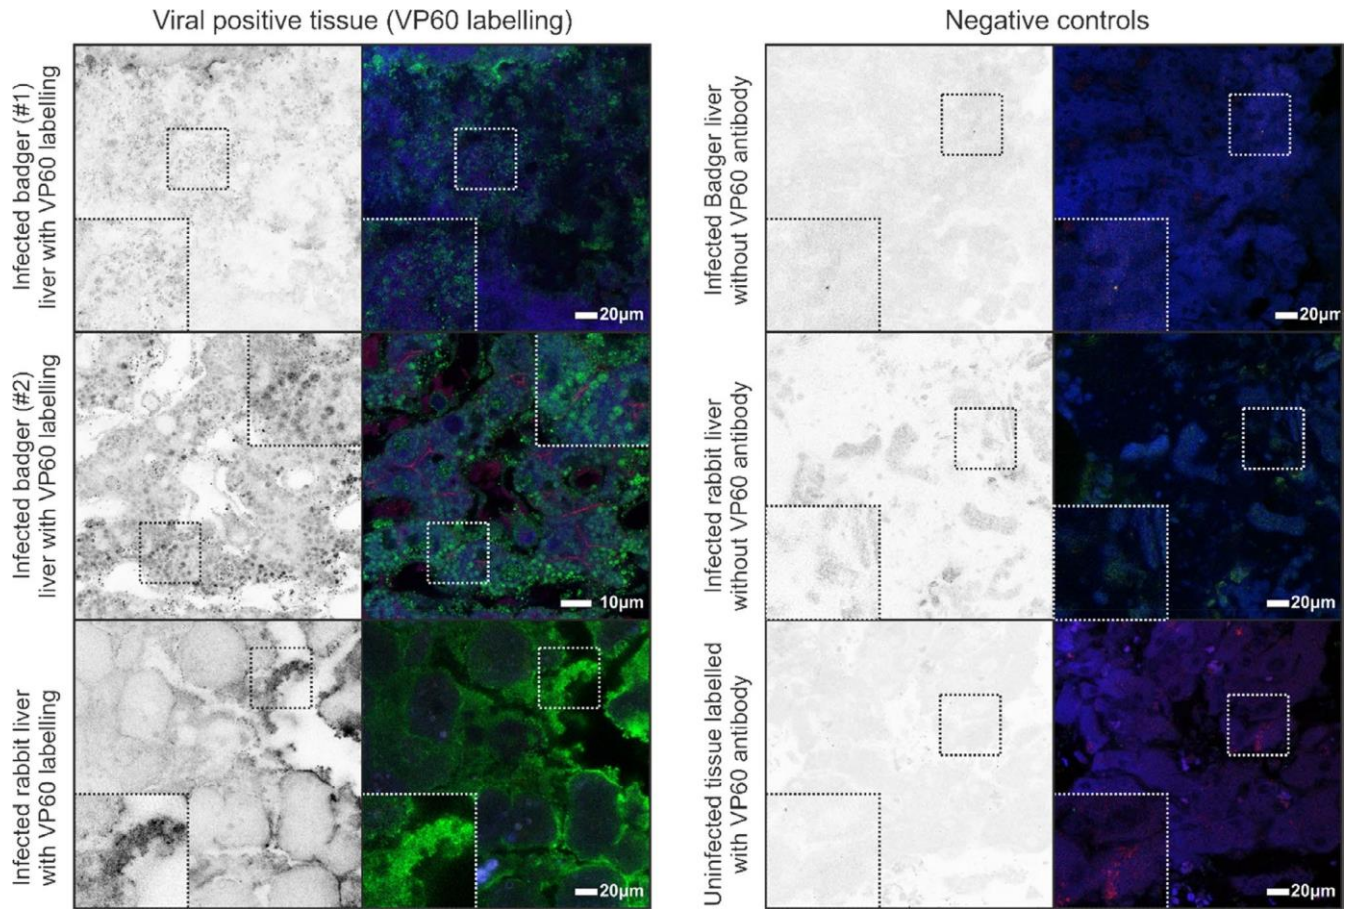 Viral positive tissue (VP60 labelling)
Negative controls
Infected badger (#1)
liver with VP60 labelling
20μm
Infected Badger liver
without VP60 antibody
20μm
Infected badger (#2)
liver with VP60 labelling
10μm
Infected rabbit liver
without VP60 antibody
20μm
Infected rabbit liver
with VP60 labelling
20μm
Uninfected tissue labelled
with VP60 antibody
20μm